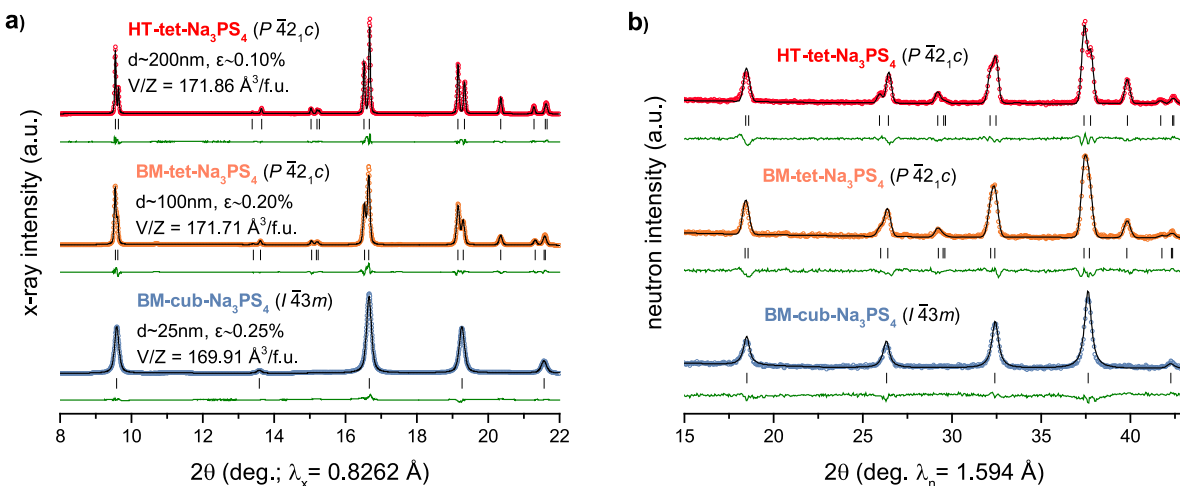 a)
x-ray intensity (a.u.)
HT-tet-Na₃PS₄ (P 4̅2₁c)
d~200nm, ε~0.10%
V/Z = 171.86 Å³/f.u.
BM-tet-Na₃PS₄ (P 4̅2₁c)
d~100nm, ε~0.20%
V/Z = 171.71 Å³/f.u.
BM-cub-Na₃PS₄ (I 4̅3m)
d~25nm, ε~0.25%
V/Z = 169.91 Å³/f.u.
8 10 12 14 16 18 20 22
2θ (deg.; λₓ= 0.8262 Å)
b)
neutron intensity (a.u.)
HT-tet-Na₃PS₄ (P 4̅2₁c)
BM-tet-Na₃PS₄ (P 4̅2₁c)
BM-cub-Na₃PS₄ (I 4̅3m)
15 20 25 30 35 40
2θ (deg. λₙ= 1.594 Å)